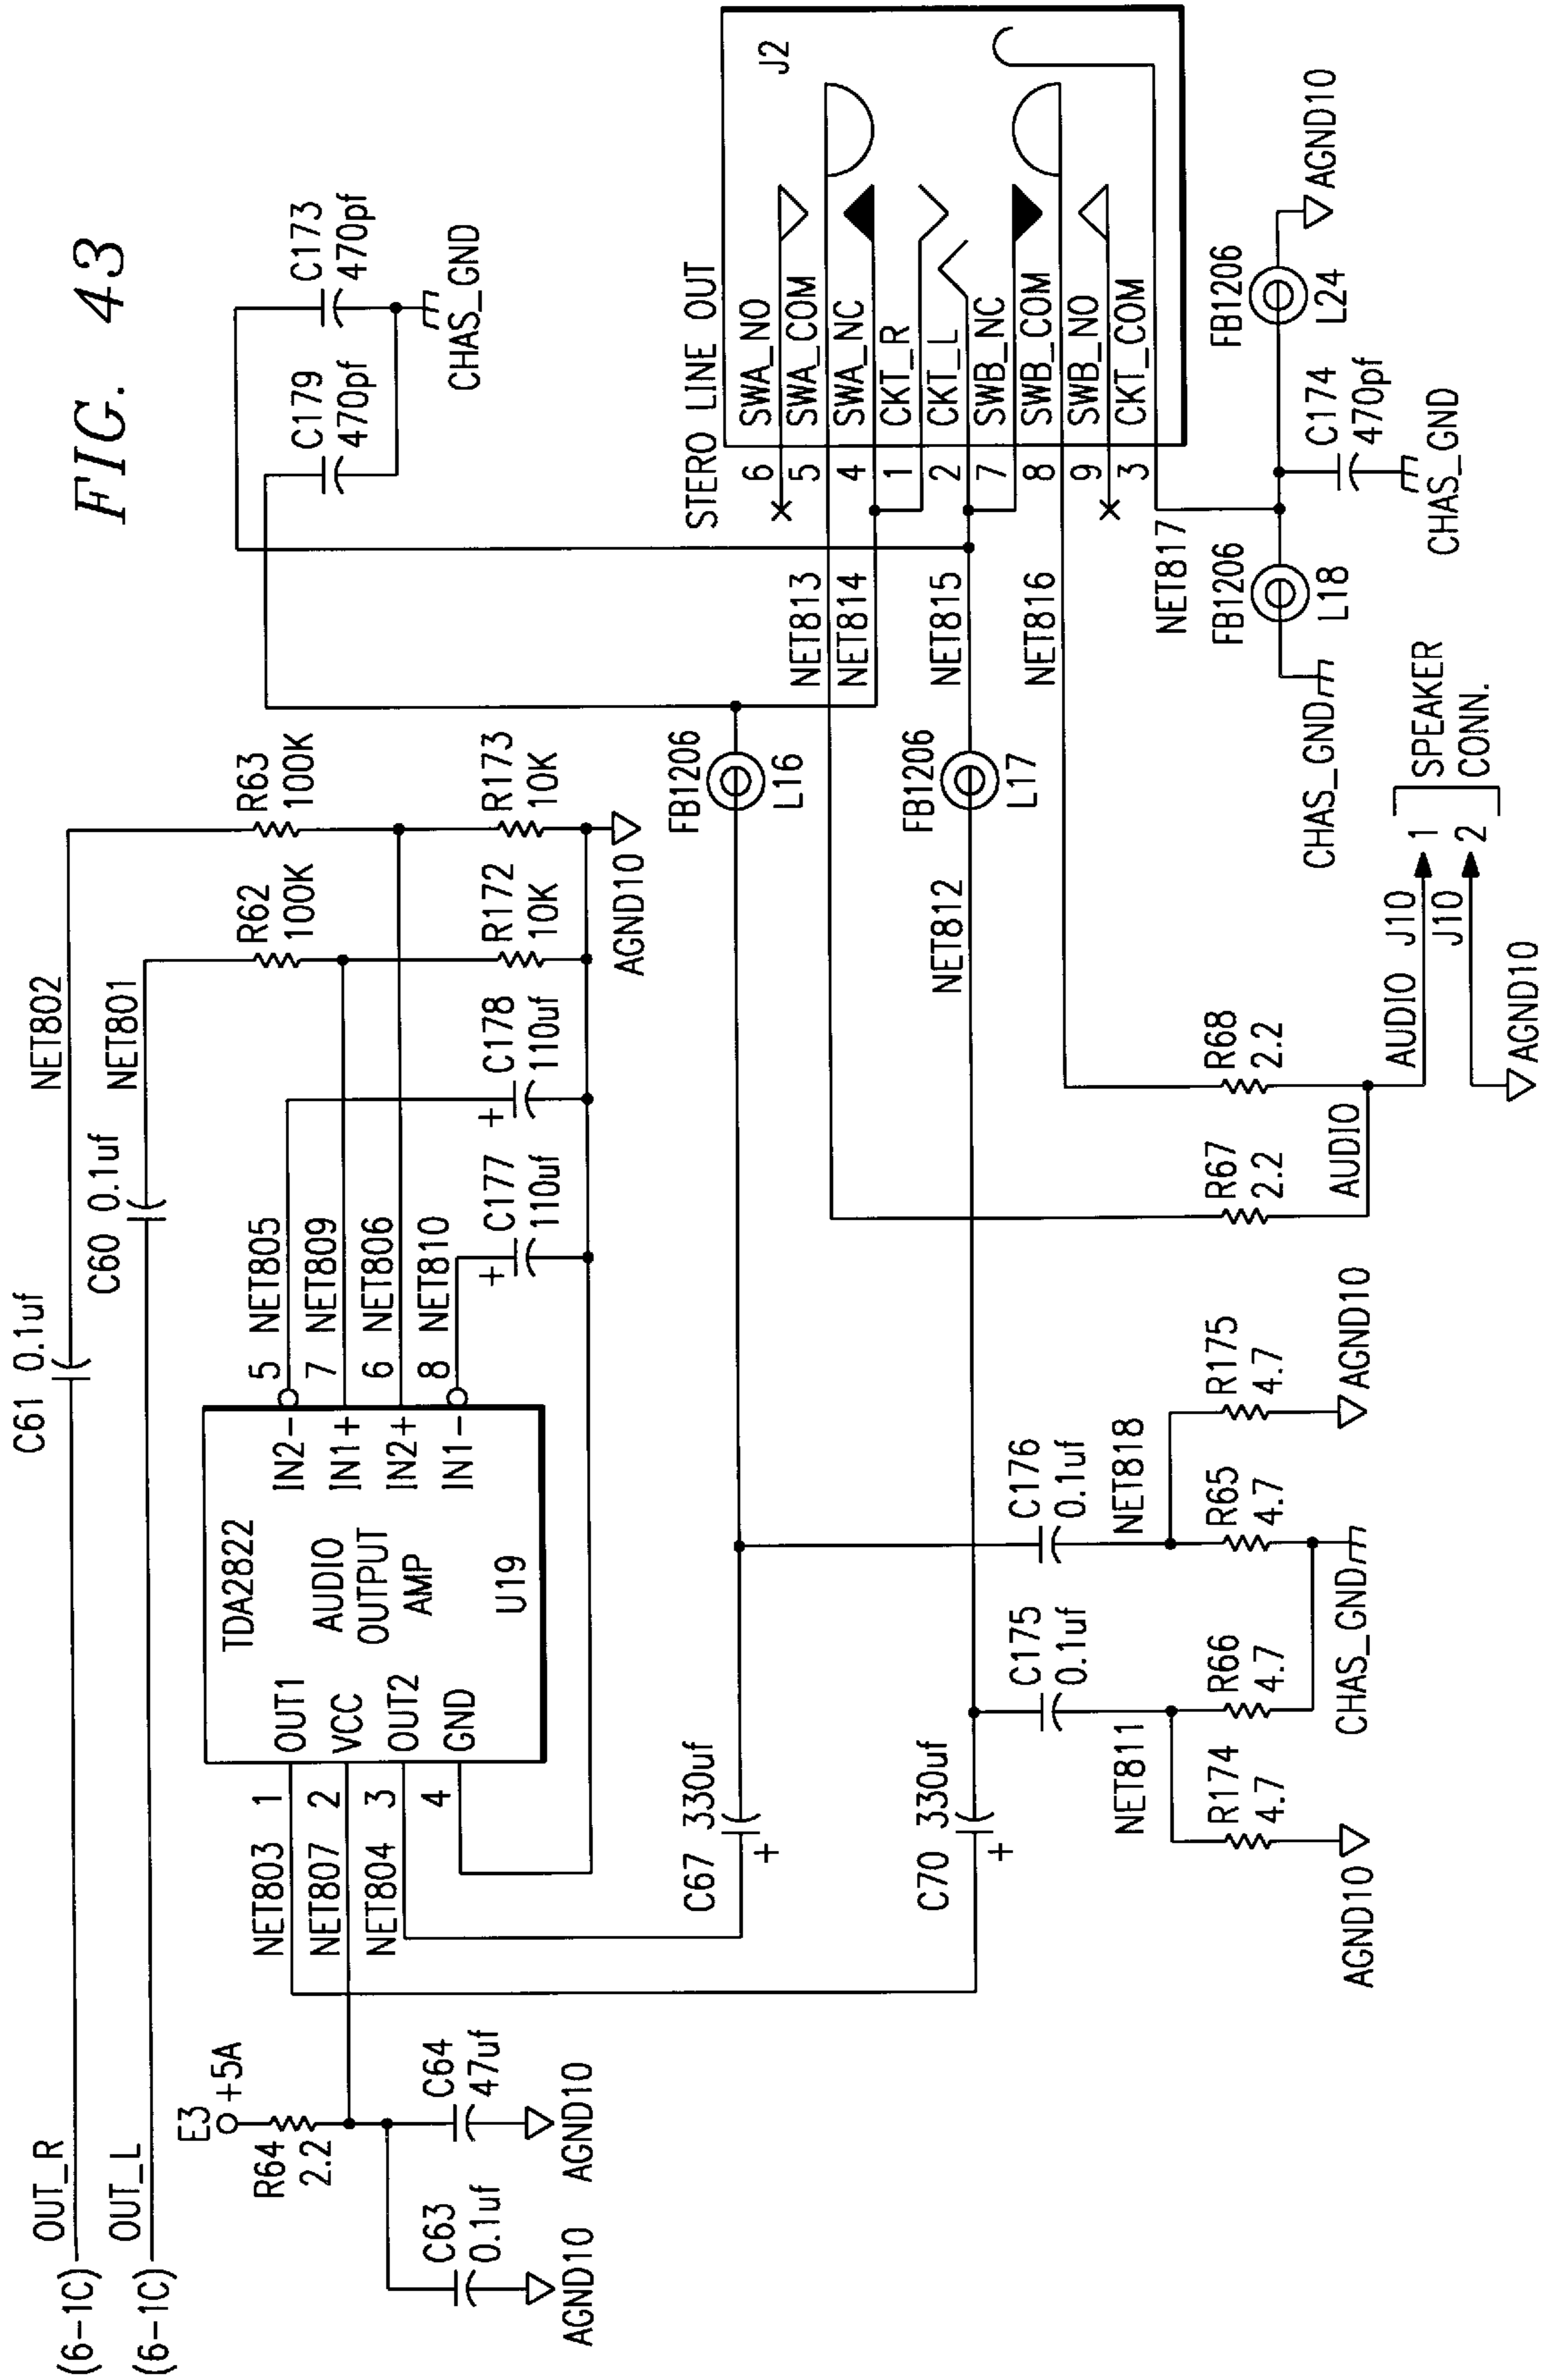 FIG. 43
(6-1C) OUT_R
C61 0.1uf
NET802
(6-1C) OUT_L
C60 0.1uf
NET801
E3
+5A
R64
2.2
C63
0.1uf
AGND10
C64
47uf
AGND10
NET803 1
NET807 2
NET804 3
4
OUT1
VCC
OUT2
GND
TDA2822
AUDIO
OUTPUT
AMP
U19
IN2-
IN1+
IN2+
IN1-
5 NET805
7 NET809
6 NET806
8 NET810
C177
110uf
+
C178
110uf
+
R62
100K
R63
100K
R172
10K
R173
10K
AGND10
C179
470pf
C173
470pf
CHAS_GND
C67 330uf
+
FB1206
L16
C70 330uf
+
NET812
FB1206
L17
C175
0.1uf
NET811
C176
0.1uf
NET818
R174
4.7
AGND10
R66
4.7
R65
4.7
CHAS_GND
R175
4.7
AGND10
R67
2.2
R68
2.2
AUDIO
AUDIO J10 1
J10 2
AGND10
SPEAKER
CONN.
NET813
NET814
NET815
NET816
NET817
STERO LINE OUT
J2
6 SWA_NO
5 SWA_COM
4 SWA_NC
1 CKT_R
2 CKT_L
7 SWB_NC
8 SWB_COM
9 SWB_NO
3 CKT_COM
FB1206
L18
CHAS_GND
C174
470pf
CHAS_GND
FB1206
L24
AGND10